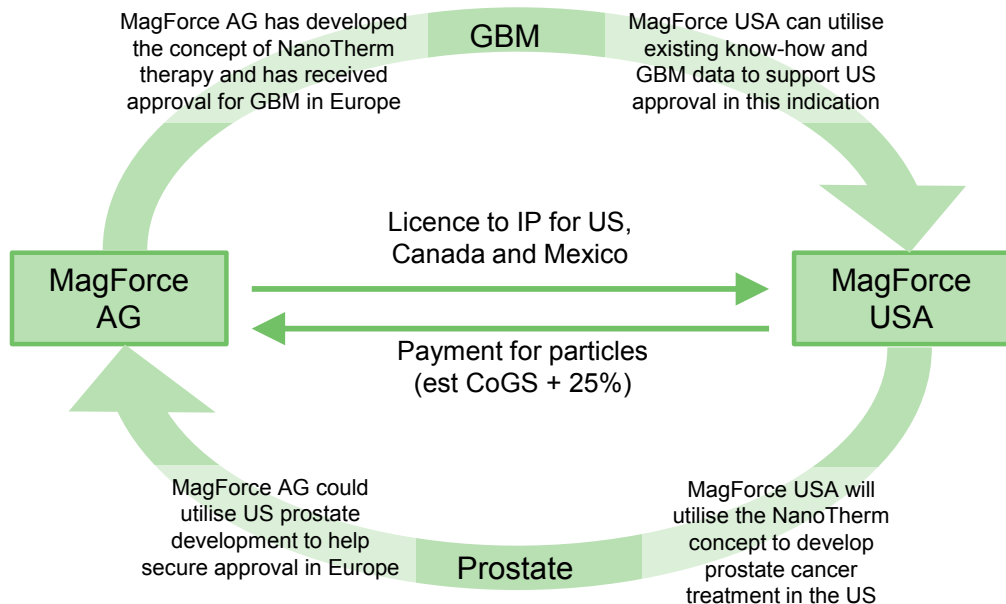 MagForce AG has developed
the concept of NanoTherm
therapy and has received
approval for GBM in Europe
GBM
MagForce USA can utilise
existing know-how and
GBM data to support US
approval in this indication
Licence to IP for US,
Canada and Mexico
MagForce
AG
MagForce
USA
Payment for particles
(est CoGS + 25%)
MagForce AG could
utilise US prostate
development to help
secure approval in Europe
Prostate
MagForce USA will
utilise the NanoTherm
concept to develop
prostate cancer
treatment in the US